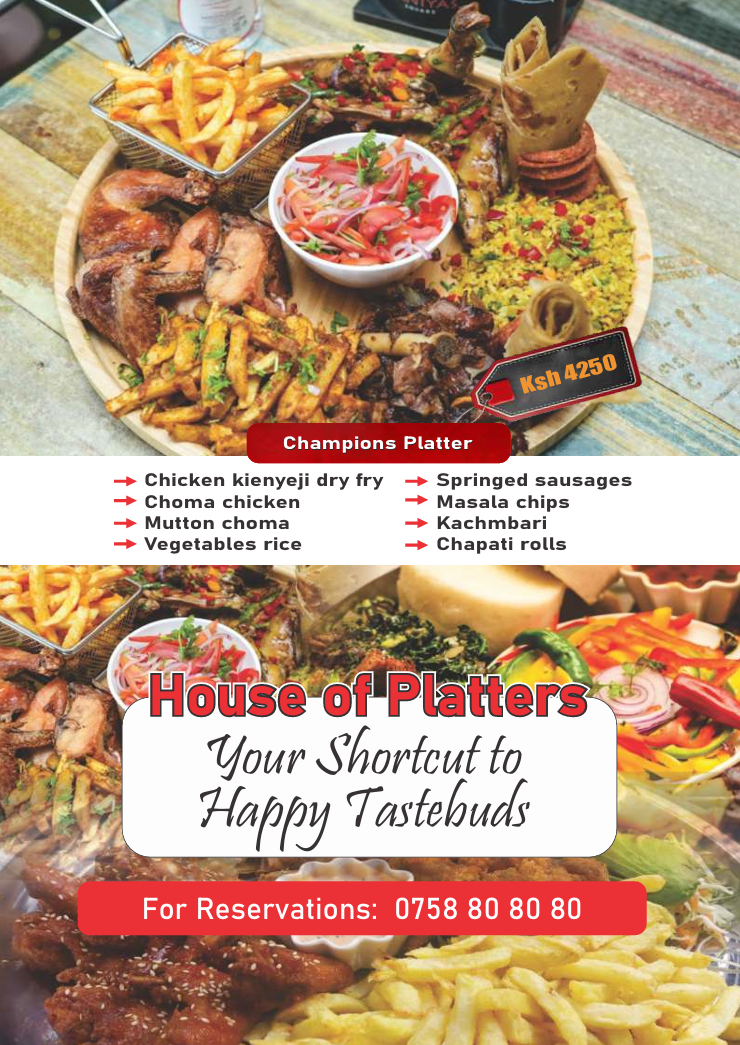 Ksh 4250
Champions Platter
Chicken kienyeji dry fry
Choma chicken
Mutton choma
Vegetables rice
Springed sausages
Masala chips
Kachmbari
Chapati rolls
House of Platters
Your Shortcut to
Happy Tastebuds
For Reservations: 0758 80 80 80